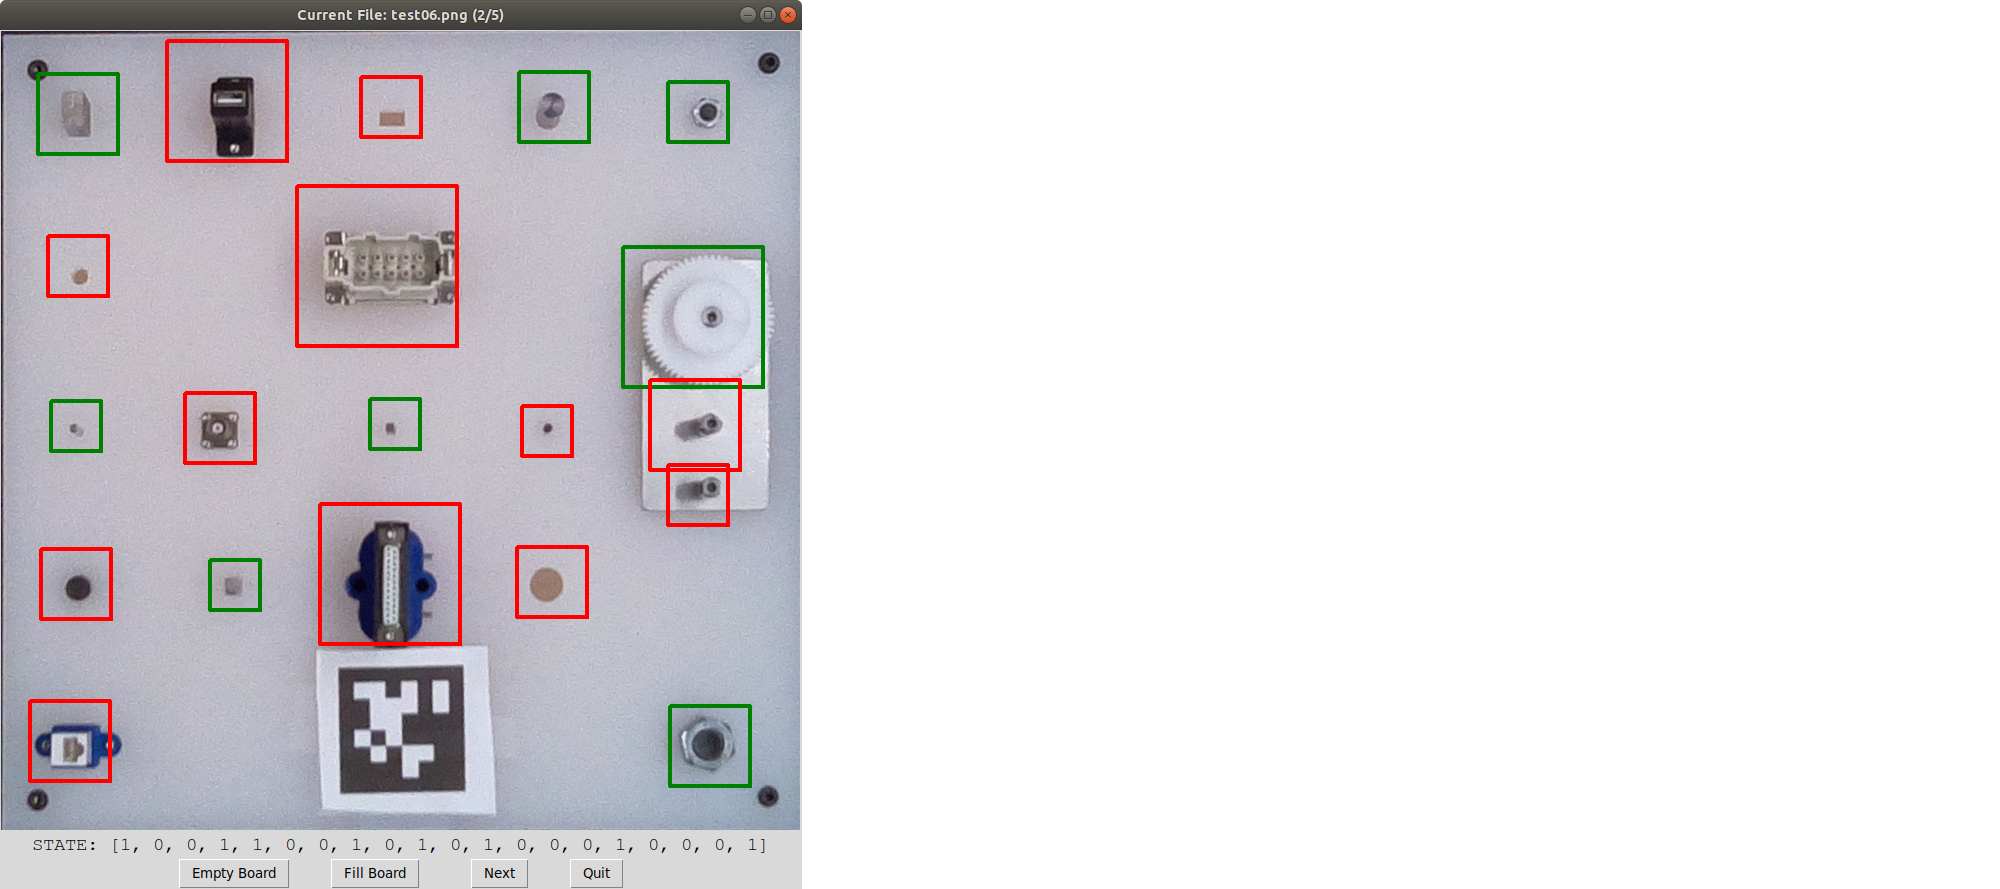 Current File: test06.png (2/5)
STATE: [1, 0, 0, 1, 1, 0, 0, 1, 0, 1, 0, 1, 0, 0, 0, 1, 0, 0, 0, 1]
Empty Board Fill Board Next Quit